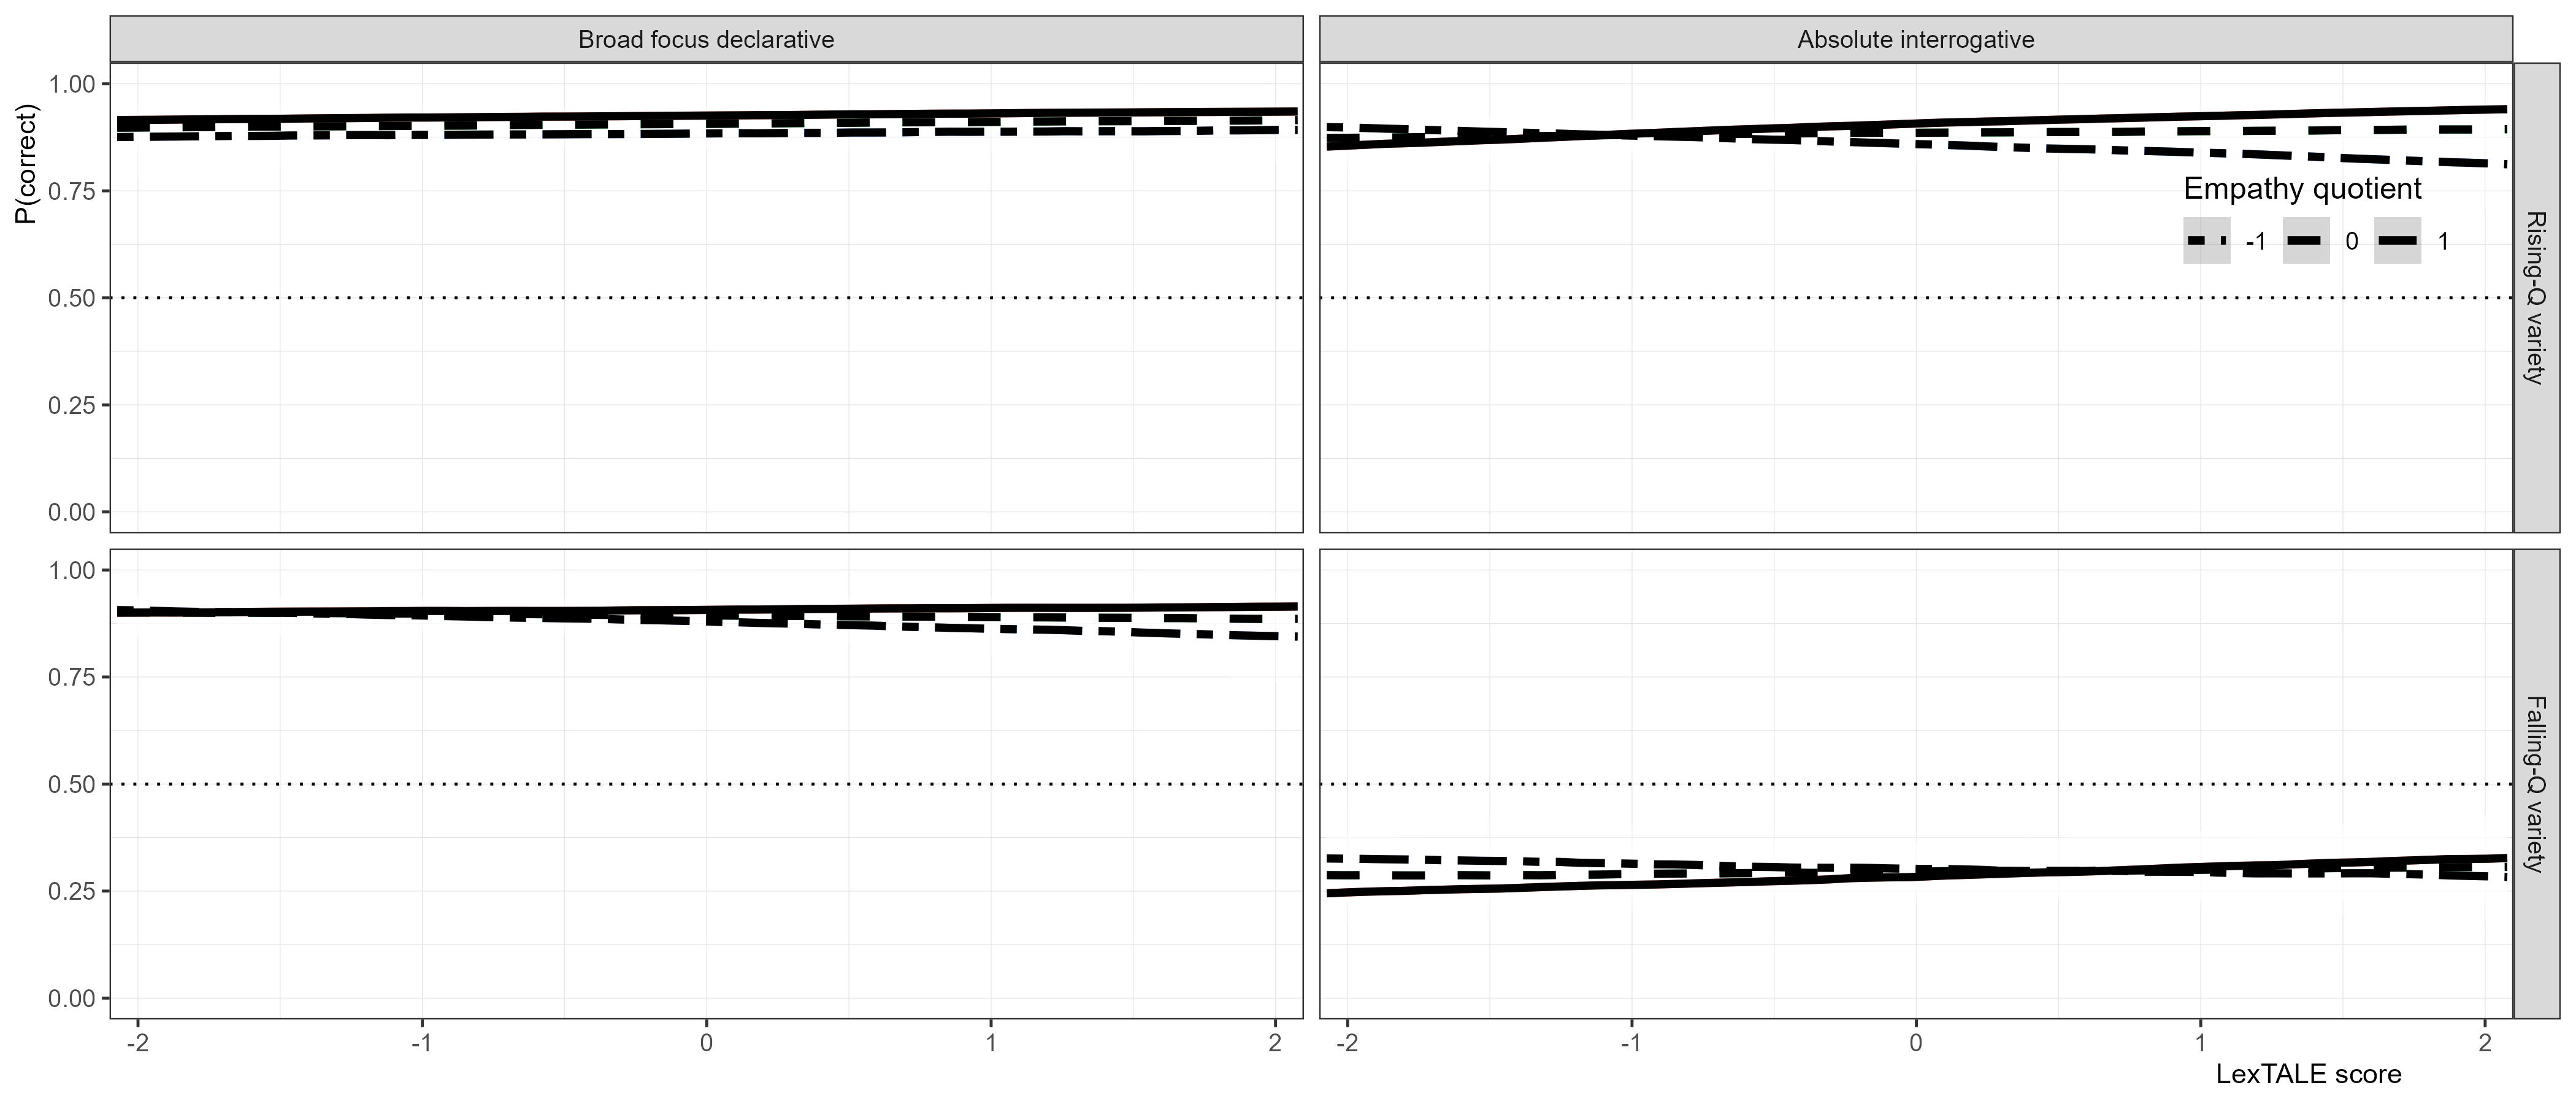 Broad focus declarative
Absolute interrogative
P(correct)
1.00
0.75
0.50
0.25
0.00
Empathy quotient
-1 0 1
Rising-Q variety
1.00
0.75
0.50
0.25
0.00
Falling-Q variety
-2 -1 0 1 2
-2 -1 0 1 2
LexTALE score